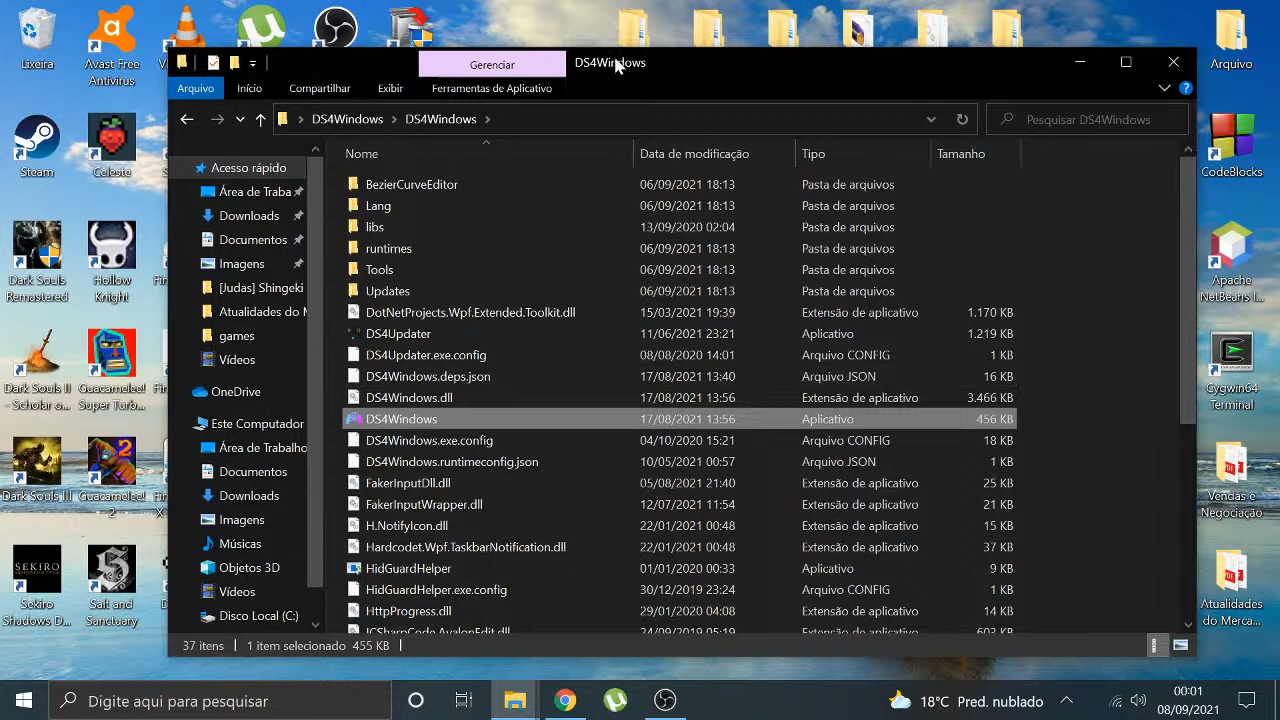 Gerenciar
DS4Windows
Arquivo
Início
Compartilhar
Exibir
Ferramentas de Aplicativo
DS4Windows
DS4Windows
Pesquisar DS4Windows
Nome
Data de modificação
Tipo
Tamanho
BezierCurveEditor 06/09/2021 18:13 Pasta de arquivos
Lang 06/09/2021 18:13 Pasta de arquivos
libs 13/09/2020 02:04 Pasta de arquivos
runtimes 06/09/2021 18:13 Pasta de arquivos
Tools 06/09/2021 18:13 Pasta de arquivos
Updates 06/09/2021 18:13 Pasta de arquivos
DotNetProjects.Wpf.Extended.Toolkit.dll 15/03/2021 19:39 Extensão de aplicativo 1.170 KB
DS4Updater 11/06/2021 23:21 Aplicativo 1.219 KB
DS4Updater.exe.config 08/08/2020 14:01 Arquivo CONFIG 1 KB
DS4Windows.deps.json 17/08/2021 13:40 Arquivo JSON 16 KB
DS4Windows.dll 17/08/2021 13:56 Extensão de aplicativo 3.466 KB
DS4Windows 17/08/2021 13:56 Aplicativo 456 KB
DS4Windows.exe.config 04/10/2020 15:21 Arquivo CONFIG 18 KB
DS4Windows.runtimeconfig.json 10/05/2021 00:57 Arquivo JSON 1 KB
FakerInputDll.dll 05/08/2021 21:40 Extensão de aplicativo 25 KB
FakerInputWrapper.dll 12/07/2021 11:54 Extensão de aplicativo 21 KB
H.NotifyIcon.dll 22/01/2021 00:48 Extensão de aplicativo 15 KB
Hardcodet.Wpf.TaskbarNotification.dll 22/01/2021 00:48 Extensão de aplicativo 37 KB
HidGuardHelper 01/01/2020 00:33 Aplicativo 9 KB
HidGuardHelper.exe.config 30/12/2019 23:24 Arquivo CONFIG 1 KB
HttpProgress.dll 29/01/2020 04:08 Extensão de aplicativo 14 KB
ICSharpCode.AvalonEdit.dll 24/09/2019 05:19 Extensão de aplicativo 603 KB
Acesso rápido
Área de Traba
Downloads
Documentos
Imagens
[Judas] Shingeki
Atualidades do M
games
Vídeos
OneDrive
Este Computador
Área de Trabalho
Documentos
Downloads
Imagens
Músicas
Objetos 3D
Vídeos
Disco Local (C:)
37 itens
1 item selecionado 455 KB
Lixeira
Avast Free
Antivírus
Steam
Celeste
Dark Souls
Remastered
Hollow
Knight
Dark Souls II
- Scholar o...
Guacamelee!
Super Turb...
Dark Souls III
Guacamelee!
2
SEKIRO
Sekiro
Shadows D...
Salt and
Sanctuary
Arquivo
CodeBlocks
Apache
NetBeans I...
Cygwin64
Terminal
Vendas e
Negociação
Atualidades
do Merca...
Digite aqui para pesquisar
18°C Pred. nublado
00:01
08/09/2021